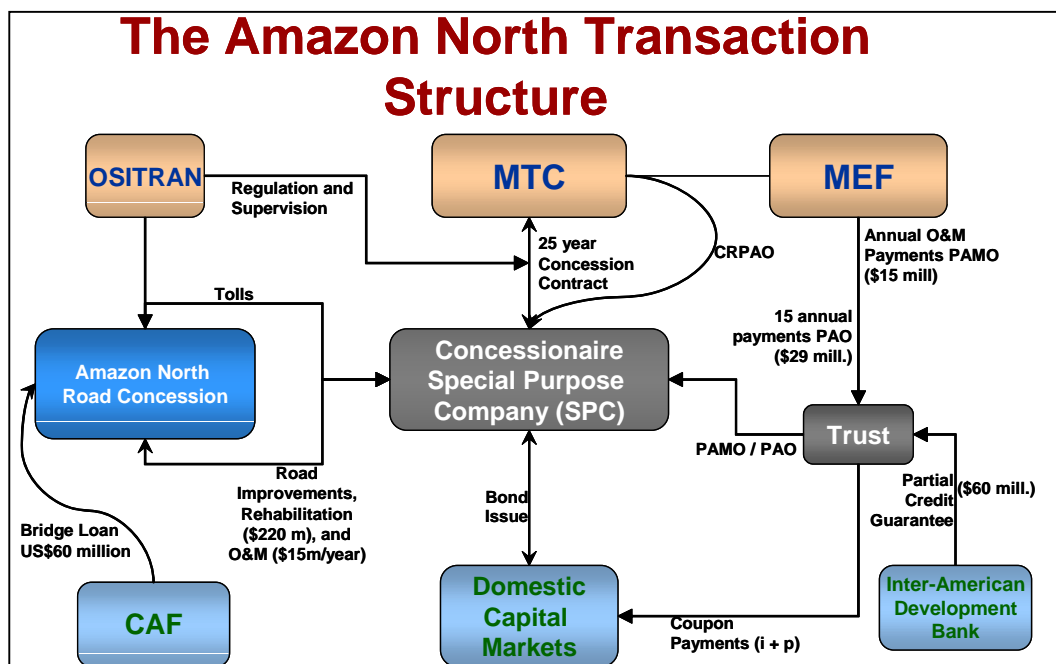 The Amazon North Transaction
Structure
OSITRAN
MTC
MEF
Regulation and
Supervision
25 year
Concession
Contract
CRPAO
Annual O&M
Payments PAMO
($15 mill)
Tolls
15 annual
payments PAO
($29 mill.)
Amazon North
Road Concession
Concessionaire
Special Purpose
Company (SPC)
Trust
PAMO / PAO
Road
Improvements,
Rehabilitation
($220 m), and
O&M ($15m/year)
Bond
Issue
Partial
Credit
Guarantee
($60 mill.)
Bridge Loan
US$60 million
CAF
Domestic
Capital
Markets
Coupon
Payments (i + p)
Inter-American
Development
Bank